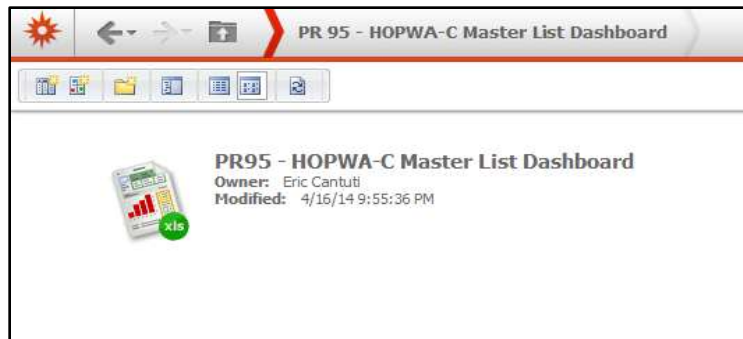 PR 95 - HOPWA-C Master List Dashboard
PR95 - HOPWA-C Master List Dashboard
Owner: Eric Cantuti
Modified: 4/16/14 9:55:36 PM
xls